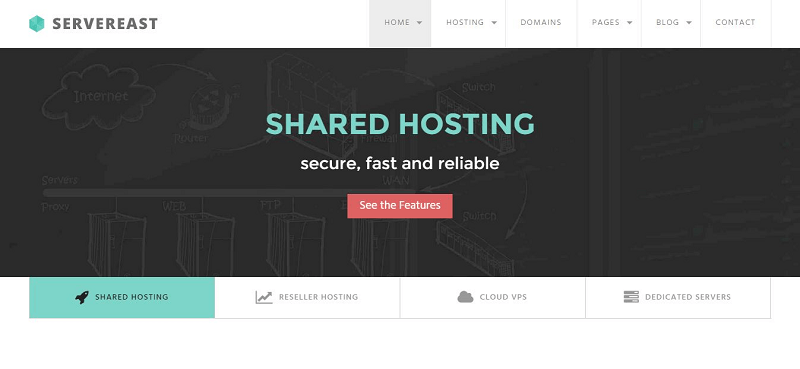 SERVEREAST
HOME
HOSTING
DOMAINS
PAGES
BLOG
CONTACT
Internet
Switch
Router
SHARED HOSTING
secure, fast and reliable
Servers
WAN
Proxy
WEB
FTP
Switch
See the Features
SHARED HOSTING
RESELLER HOSTING
CLOUD VPS
DEDICATED SERVERS